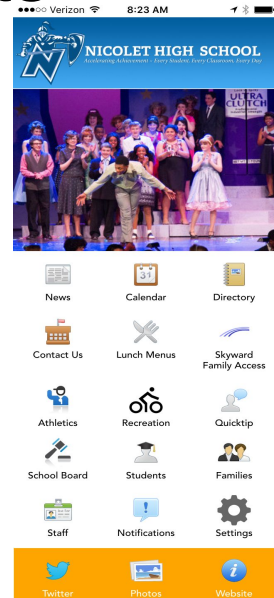 Verizon 8:23 AM
NICOLET HIGH SCHOOL
Accelerating Achievement - Every Student, Every Classroom, Every Day
ULTRA
CLUTCH
31
News Calendar Directory
Contact Us Lunch Menus Skyward
Family Access
Athletics Recreation Quicktip
School Board Students Families
Staff Notifications Settings
Twitter Photos Website